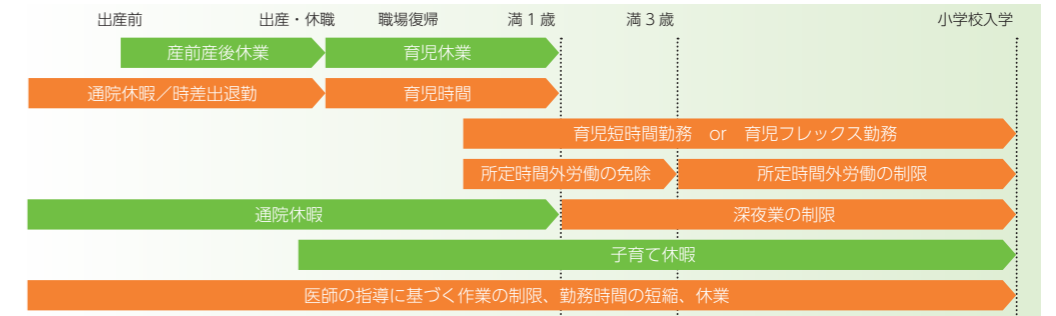 出産前 出産・休職 職場復帰 満1歳 満3歳 小学校入学
産前産後休業 育児休業
通院休暇／時差出退勤 育児時間
育児短時間勤務 or 育児フレックス勤務
所定時間外労働の免除 所定時間外労働の制限
通院休暇 深夜業の制限
子育て休暇
医師の指導に基づく作業の制限、勤務時間の短縮、休業